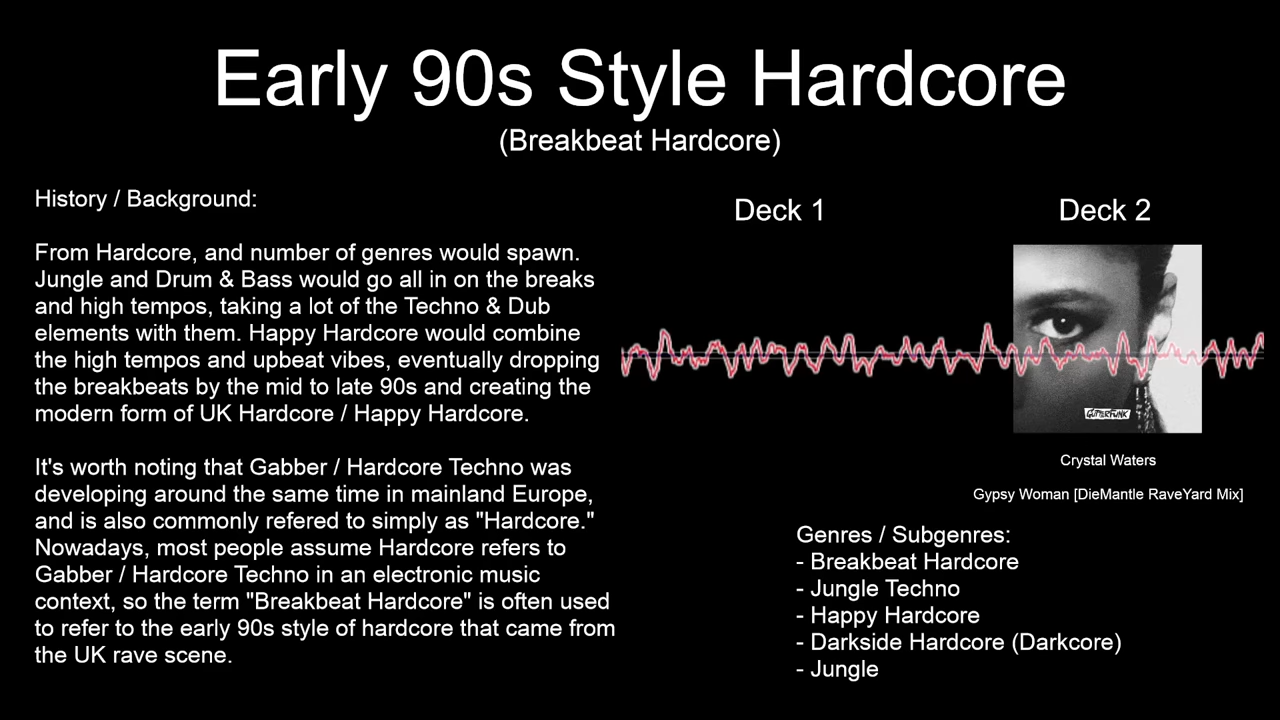 Early 90s Style Hardcore
(Breakbeat Hardcore)
History / Background:
From Hardcore, and number of genres would spawn.
Jungle and Drum & Bass would go all in on the breaks
and high tempos, taking a lot of the Techno & Dub
elements with them. Happy Hardcore would combine
the high tempos and upbeat vibes, eventually dropping
the breakbeats by the mid to late 90s and creating the
modern form of UK Hardcore / Happy Hardcore.
It's worth noting that Gabber / Hardcore Techno was
developing around the same time in mainland Europe,
and is also commonly refered to simply as "Hardcore."
Nowadays, most people assume Hardcore refers to
Gabber / Hardcore Techno in an electronic music
context, so the term "Breakbeat Hardcore" is often used
to refer to the early 90s style of hardcore that came from
the UK rave scene.
Deck 1
Deck 2
GUTTERFUNK
Crystal Waters
Gypsy Woman [DieMantle RaveYard Mix]
Genres / Subgenres:
- Breakbeat Hardcore
- Jungle Techno
- Happy Hardcore
- Darkside Hardcore (Darkcore)
- Jungle